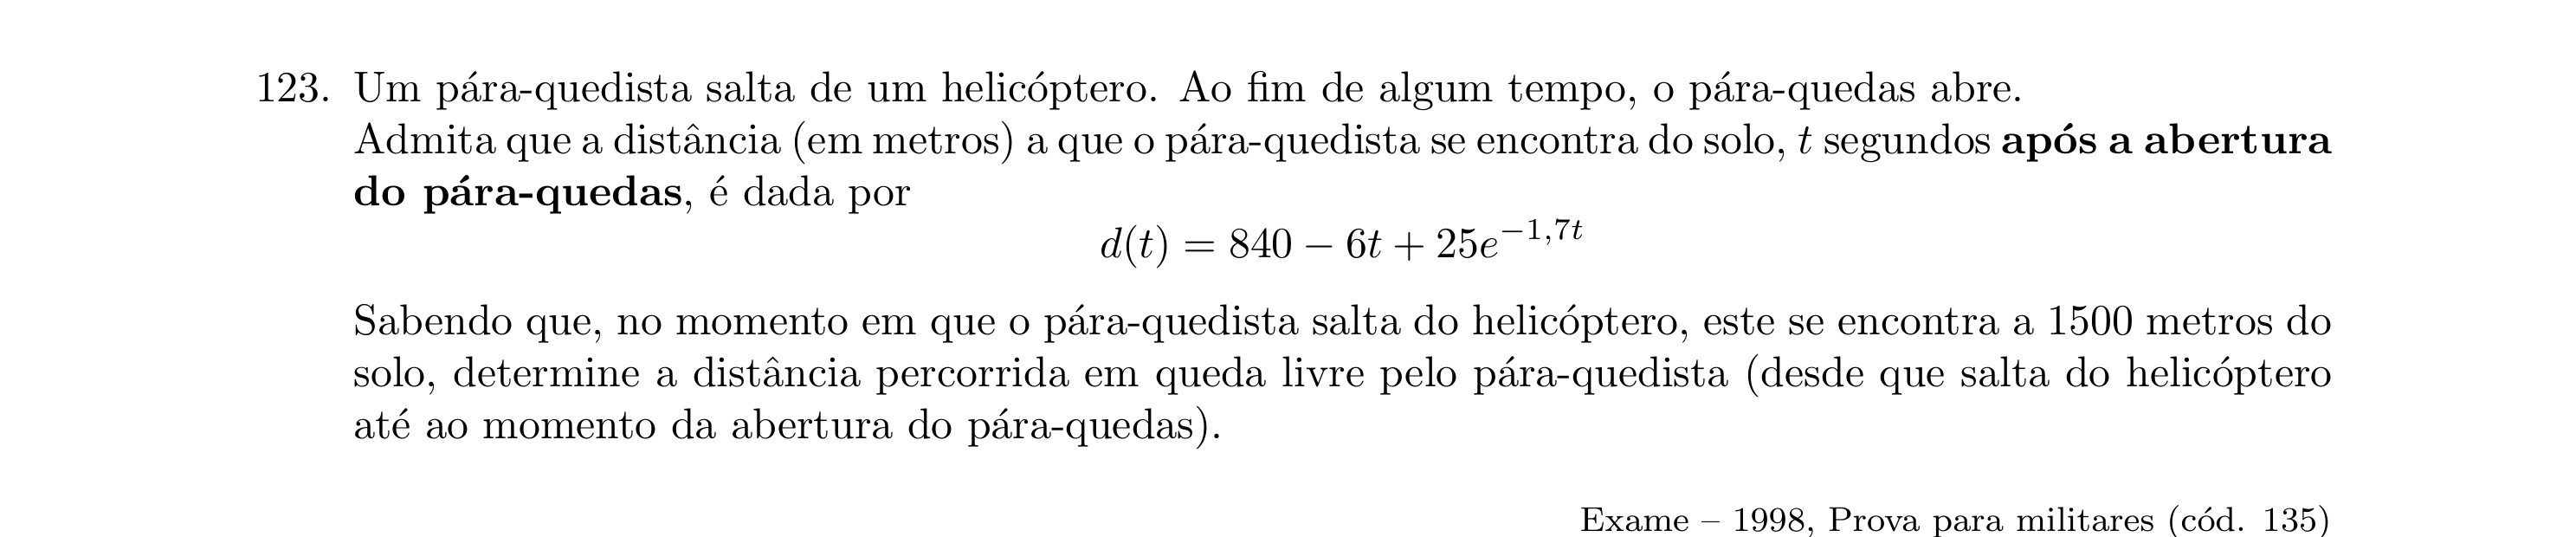 123. Um pára-quedista salta de um helicóptero. Ao fim de algum tempo, o pára-quedas abre.
Admita que a distância (em metros) a que o pára-quedista se encontra do solo, t segundos após a abertura
do pára-quedas, é dada por
d(t) = 840 − 6t + 25e^{−1,7t}
Sabendo que, no momento em que o pára-quedista salta do helicóptero, este se encontra a 1500 metros do
solo, determine a distância percorrida em queda livre pelo pára-quedista (desde que salta do helicóptero
até ao momento da abertura do pára-quedas).
Exame – 1998, Prova para militares (cód. 135)